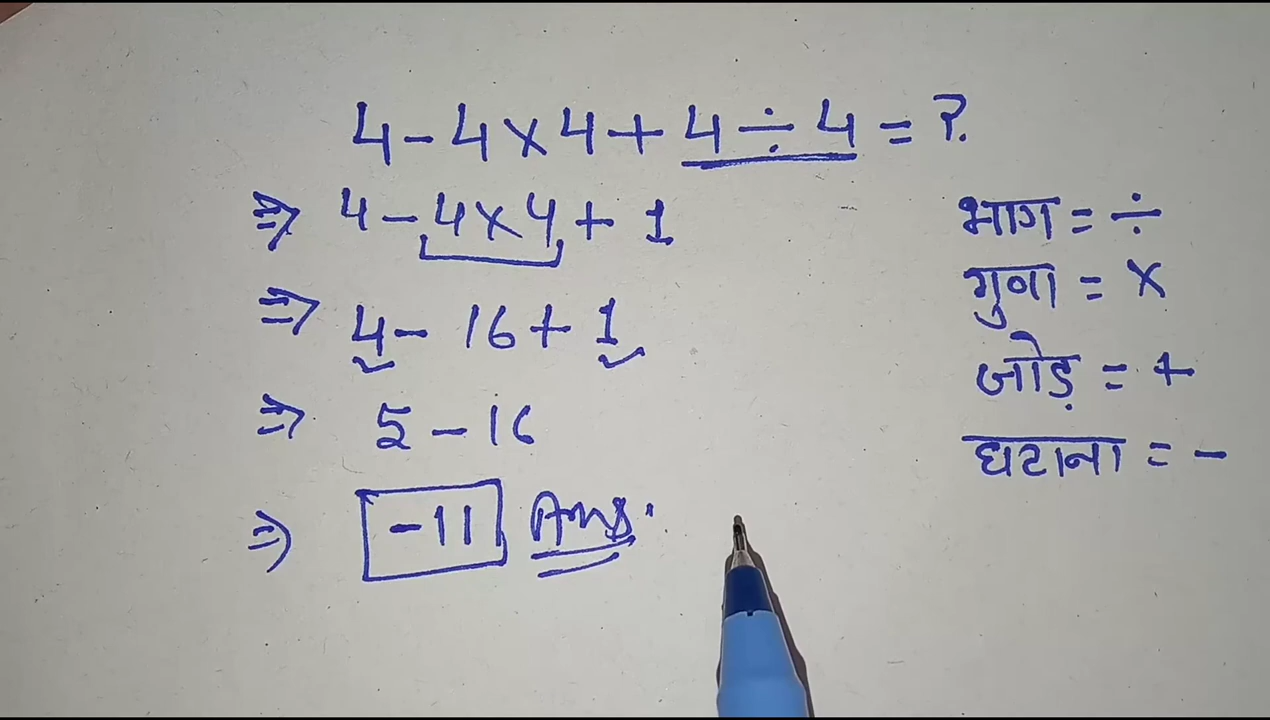 4-4×4+4÷4=?
⇒ 4-4×4+1
⇒ 4-16+1
⇒ 5-16
⇒ -11 Ans.
भाग = ÷
गुणा = ×
जोड़ = +
घटाना = -